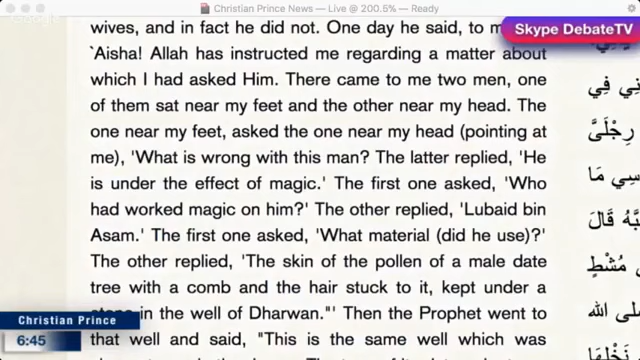 Christian Prince News — Live @ 200.5% — Ready
Skype DebateTV
wives, and in fact he did not. One day he said, to
`Aisha! Allah has instructed me regarding a matter about
which I had asked Him. There came to me two men, one
of them sat near my feet and the other near my head. The
one near my feet, asked the one near my head (pointing at
me), 'What is wrong with this man? The latter replied, 'He
is under the effect of magic.' The first one asked, 'Who
had worked magic on him?' The other replied, 'Lubaid bin
Asam.' The first one asked, 'What material (did he use)?'
The other replied, 'The skin of the pollen of a male date
tree with a comb and the hair stuck to it, kept under a
in the well of Dharwan."' Then the Prophet went to
that well and said, "This is the same well which was
ني في
رِجْلَىَّ
سِي مَا
قَالَ
مُشْطٍ
لى الله
Christian Prince
6:45